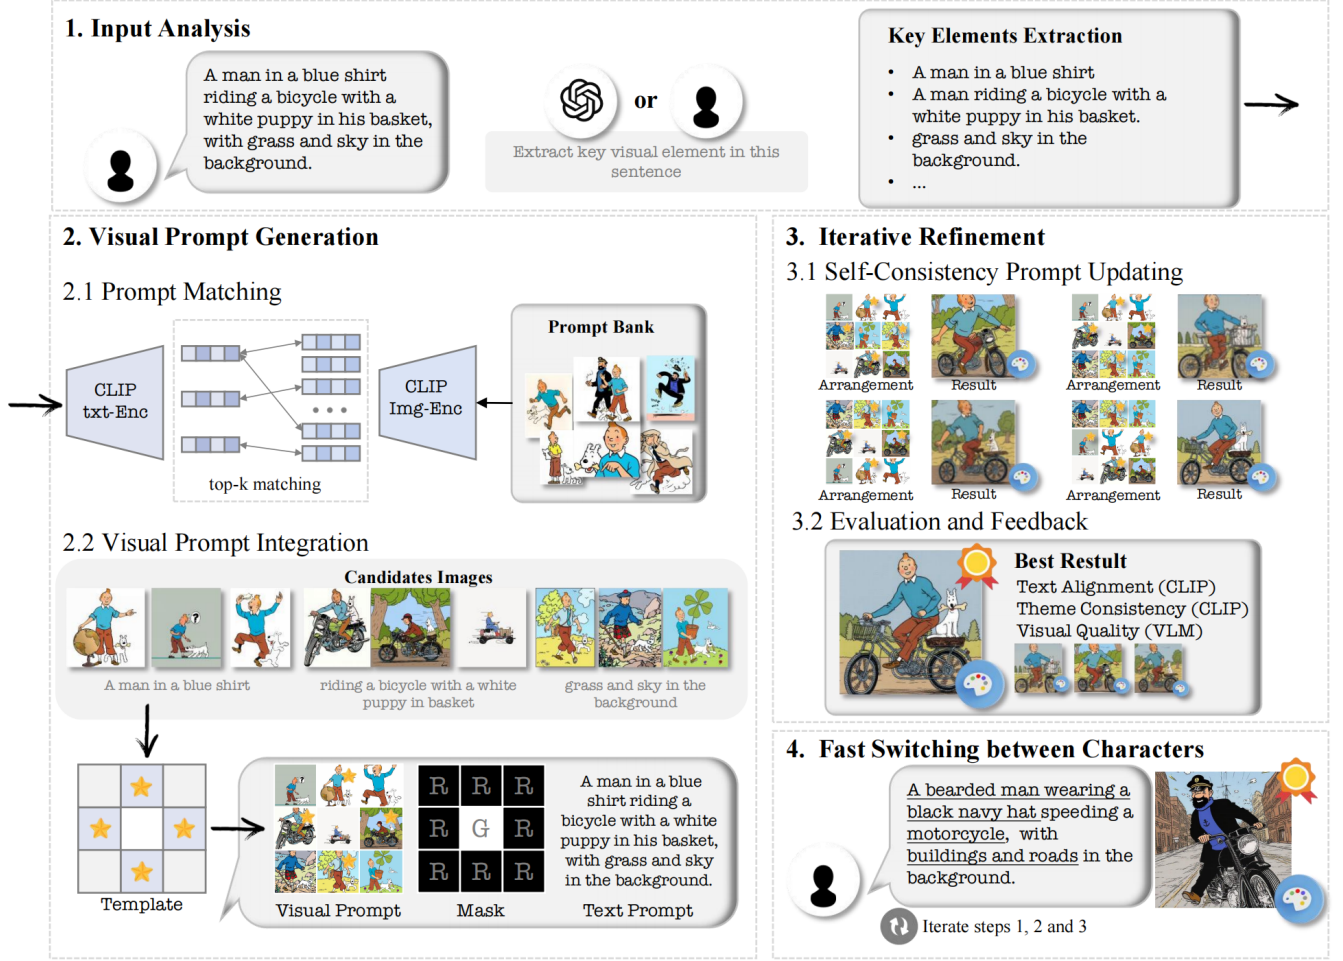 1. Input Analysis
A man in a blue shirt
riding a bicycle with a
white puppy in his basket,
with grass and sky in the
background.
or
Extract key visual element in this
sentence
Key Elements Extraction
• A man in a blue shirt
• A man riding a bicycle with a
white puppy in his basket.
• grass and sky in the
background.
• ...
2. Visual Prompt Generation
2.1 Prompt Matching
CLIP
txt-Enc
top-k matching
CLIP
Img-Enc
Prompt Bank
2.2 Visual Prompt Integration
Candidates Images
?
A man in a blue shirt
riding a bicycle with a white
puppy in basket
grass and sky in the
background
Template
Visual Prompt
R R R
R G R
R R R
Mask
A man in a blue
shirt riding a
bicycle with a white
puppy in his basket,
with grass and sky
in the background.
Text Prompt
3. Iterative Refinement
3.1 Self-Consistency Prompt Updating
Arrangement
Result
Arrangement
Result
Arrangement
Result
Arrangement
Result
3.2 Evaluation and Feedback
Best Restult
Text Alignment (CLIP)
Theme Consistency (CLIP)
Visual Quality (VLM)
4. Fast Switching between Characters
A bearded man wearing a
black navy hat speeding a
motorcycle, with
buildings and roads in the
background.
Iterate steps 1, 2 and 3